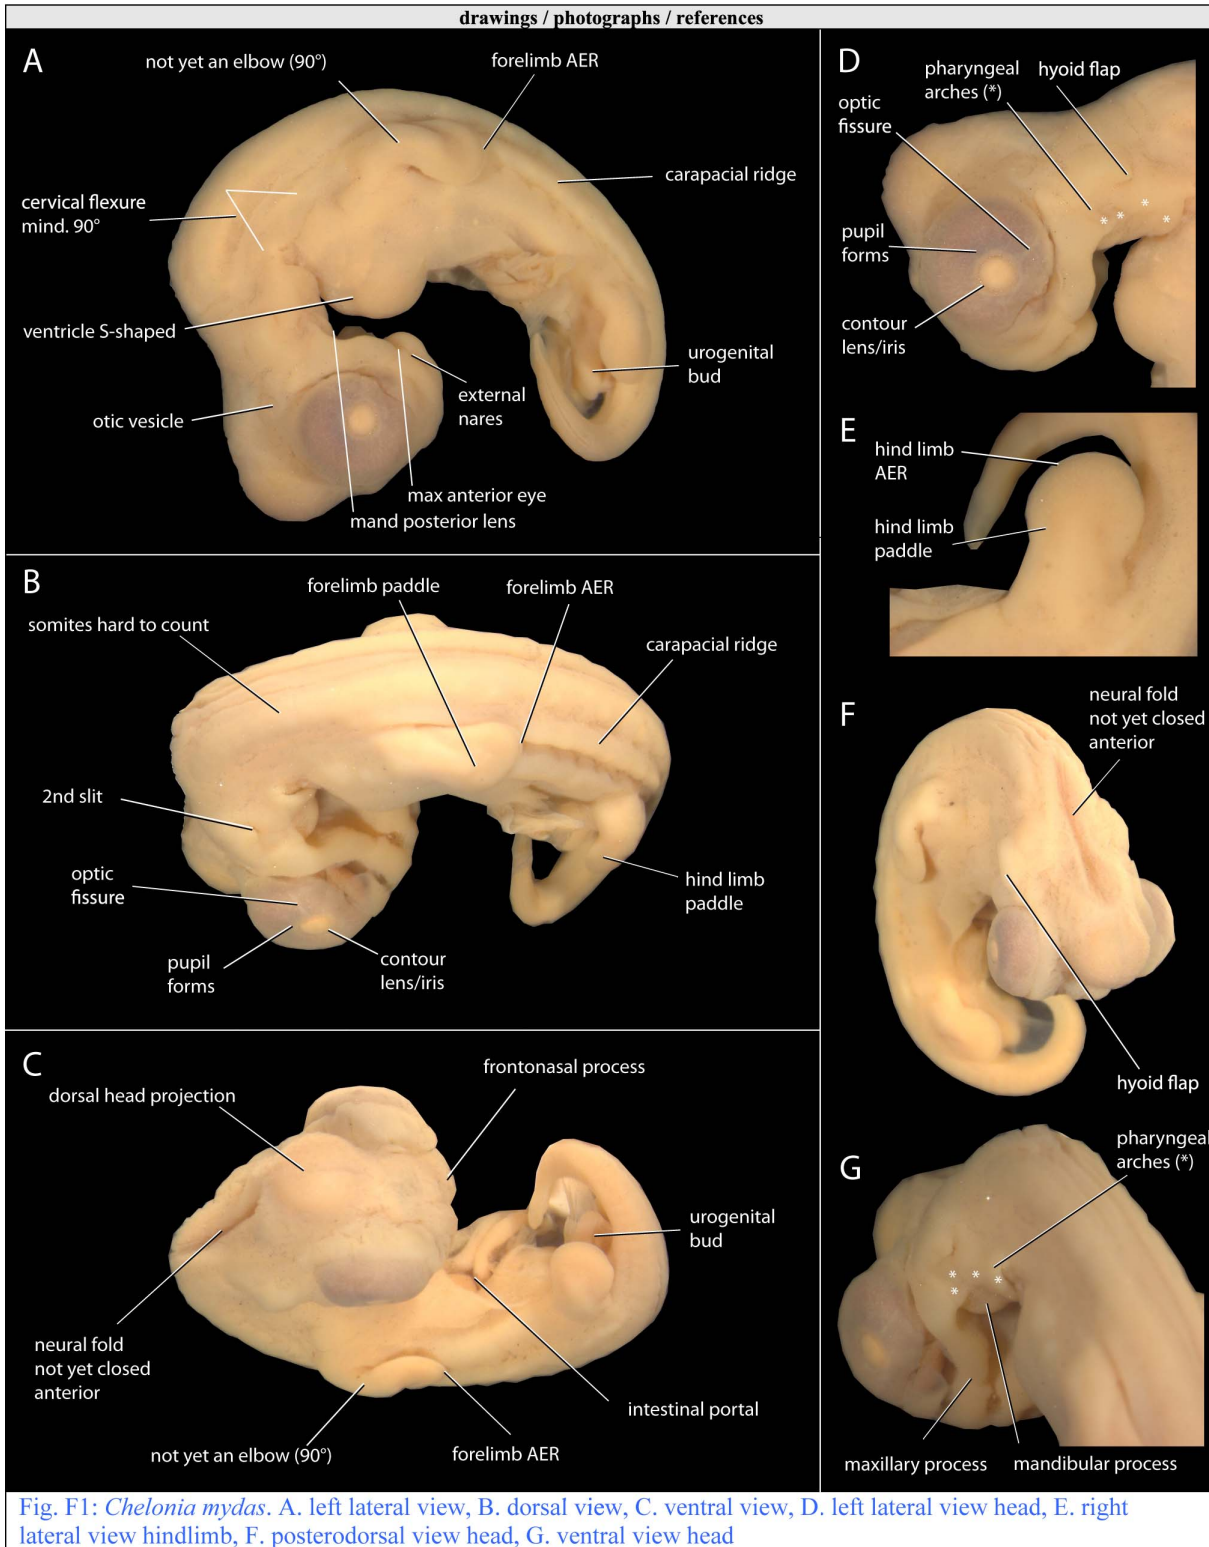 drawings / photographs / references
A
not yet an elbow (90°)
forelimb AER
carapacial ridge
cervical flexure
mind. 90°
ventricle S-shaped
urogenital
bud
external
nares
otic vesicle
max anterior eye
mand posterior lens
B
forelimb paddle
forelimb AER
somites hard to count
carapacial ridge
2nd slit
optic
fissure
hind limb
paddle
pupil
forms
contour
lens/iris
C
frontonasal process
dorsal head projection
urogenital
bud
neural fold
not yet closed
anterior
intestinal portal
not yet an elbow (90°)
forelimb AER
D
pharyngeal
arches (*)
hyoid flap
optic
fissure
* * * *
pupil
forms
contour
lens/iris
E
hind limb
AER
hind limb
paddle
F
neural fold
not yet closed
anterior
hyoid flap
G
pharyngeal
arches (*)
* * *
*
maxillary process
mandibular process
Fig. F1: Chelonia mydas. A. left lateral view, B. dorsal view, C. ventral view, D. left lateral view head, E. right
lateral view hindlimb, F. posterodorsal view head, G. ventral view head